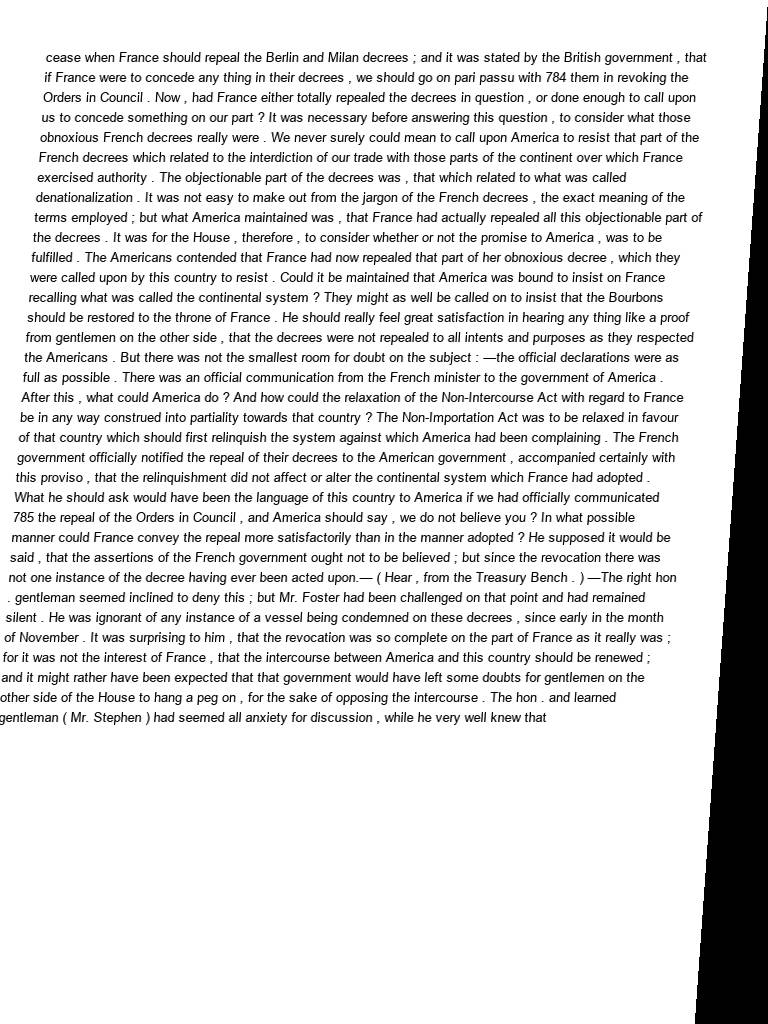 cease when France should repeal the Berlin and Milan decrees ; and it was stated by the British government , that
if France were to concede any thing in their decrees , we should go on pari passu with 784 them in revoking the
Orders in Council . Now , had France either totally repealed the decrees in question , or done enough to call upon
us to concede something on our part ? It was necessary before answering this question , to consider what those
obnoxious French decrees really were . We never surely could mean to call upon America to resist that part of the
French decrees which related to the interdiction of our trade with those parts of the continent over which France
exercised authority . The objectionable part of the decrees was , that which related to what was called
denationalization . It was not easy to make out from the jargon of the French decrees , the exact meaning of the
terms employed ; but what America maintained was , that France had actually repealed all this objectionable part of
the decrees . It was for the House , therefore , to consider whether or not the promise to America , was to be
fulfilled . The Americans contended that France had now repealed that part of her obnoxious decree , which they
were called upon by this country to resist . Could it be maintained that America was bound to insist on France
recalling what was called the continental system ? They might as well be called on to insist that the Bourbons
should be restored to the throne of France . He should really feel great satisfaction in hearing any thing like a proof
from gentlemen on the other side , that the decrees were not repealed to all intents and purposes as they respected
the Americans . But there was not the smallest room for doubt on the subject : —the official declarations were as
full as possible . There was an official communication from the French minister to the government of America .
After this , what could America do ? And how could the relaxation of the Non-Intercourse Act with regard to France
be in any way construed into partiality towards that country ? The Non-Importation Act was to be relaxed in favour
of that country which should first relinquish the system against which America had been complaining . The French
government officially notified the repeal of their decrees to the American government , accompanied certainly with
this proviso , that the relinquishment did not affect or alter the continental system which France had adopted .
What he should ask would have been the language of this country to America if we had officially communicated
785 the repeal of the Orders in Council , and America should say , we do not believe you ? In what possible
manner could France convey the repeal more satisfactorily than in the manner adopted ? He supposed it would be
said , that the assertions of the French government ought not to be believed ; but since the revocation there was
not one instance of the decree having ever been acted upon.— ( Hear , from the Treasury Bench . ) —The right hon
. gentleman seemed inclined to deny this ; but Mr. Foster had been challenged on that point and had remained
silent . He was ignorant of any instance of a vessel being condemned on these decrees , since early in the month
of November . It was surprising to him , that the revocation was so complete on the part of France as it really was ;
for it was not the interest of France , that the intercourse between America and this country should be renewed ;
and it might rather have been expected that that government would have left some doubts for gentlemen on the
other side of the House to hang a peg on , for the sake of opposing the intercourse . The hon . and learned
gentleman ( Mr. Stephen ) had seemed all anxiety for discussion , while he very well knew that